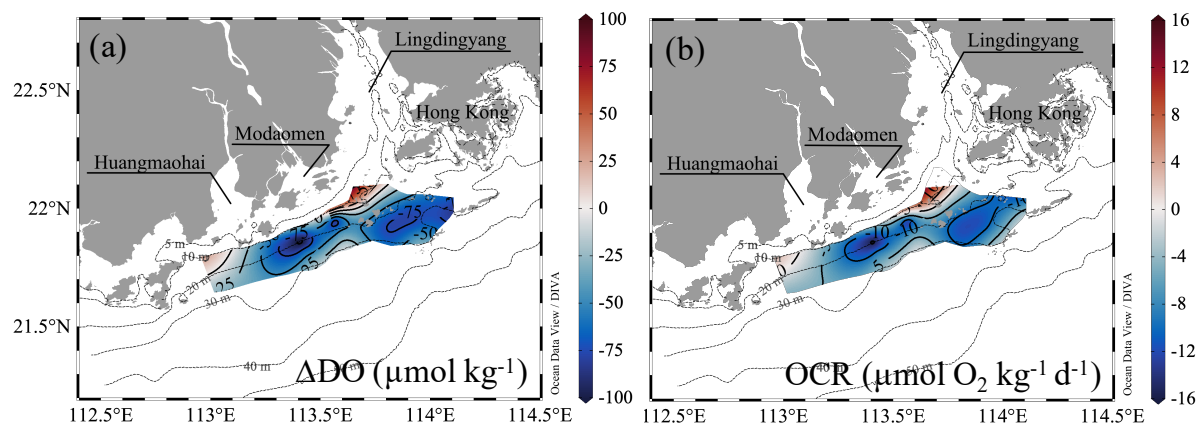 (a)
Lingdingyang
Hong Kong
Modaomen
Huangmaohai
22.5°N
22°N
21.5°N
5 m
10 m
20 m
30 m
40 m
0
-75
-75
-50
-25
25
ΔDO (µmol kg-1)
112.5°E 113°E 113.5°E 114°E 114.5°E
100
75
50
25
0
-25
-50
-75
-100
Ocean Data View / DIVA
(b)
Lingdingyang
Hong Kong
Modaomen
Huangmaohai
5 m
10 m
20 m
30 m
40 m
50 m
0
-10
-10
5
OCR (µmol O2 kg-1 d-1)
112.5°E 113°E 113.5°E 114°E 114.5°E
16
12
8
4
0
-4
-8
-12
-16
Ocean Data View / DIVA